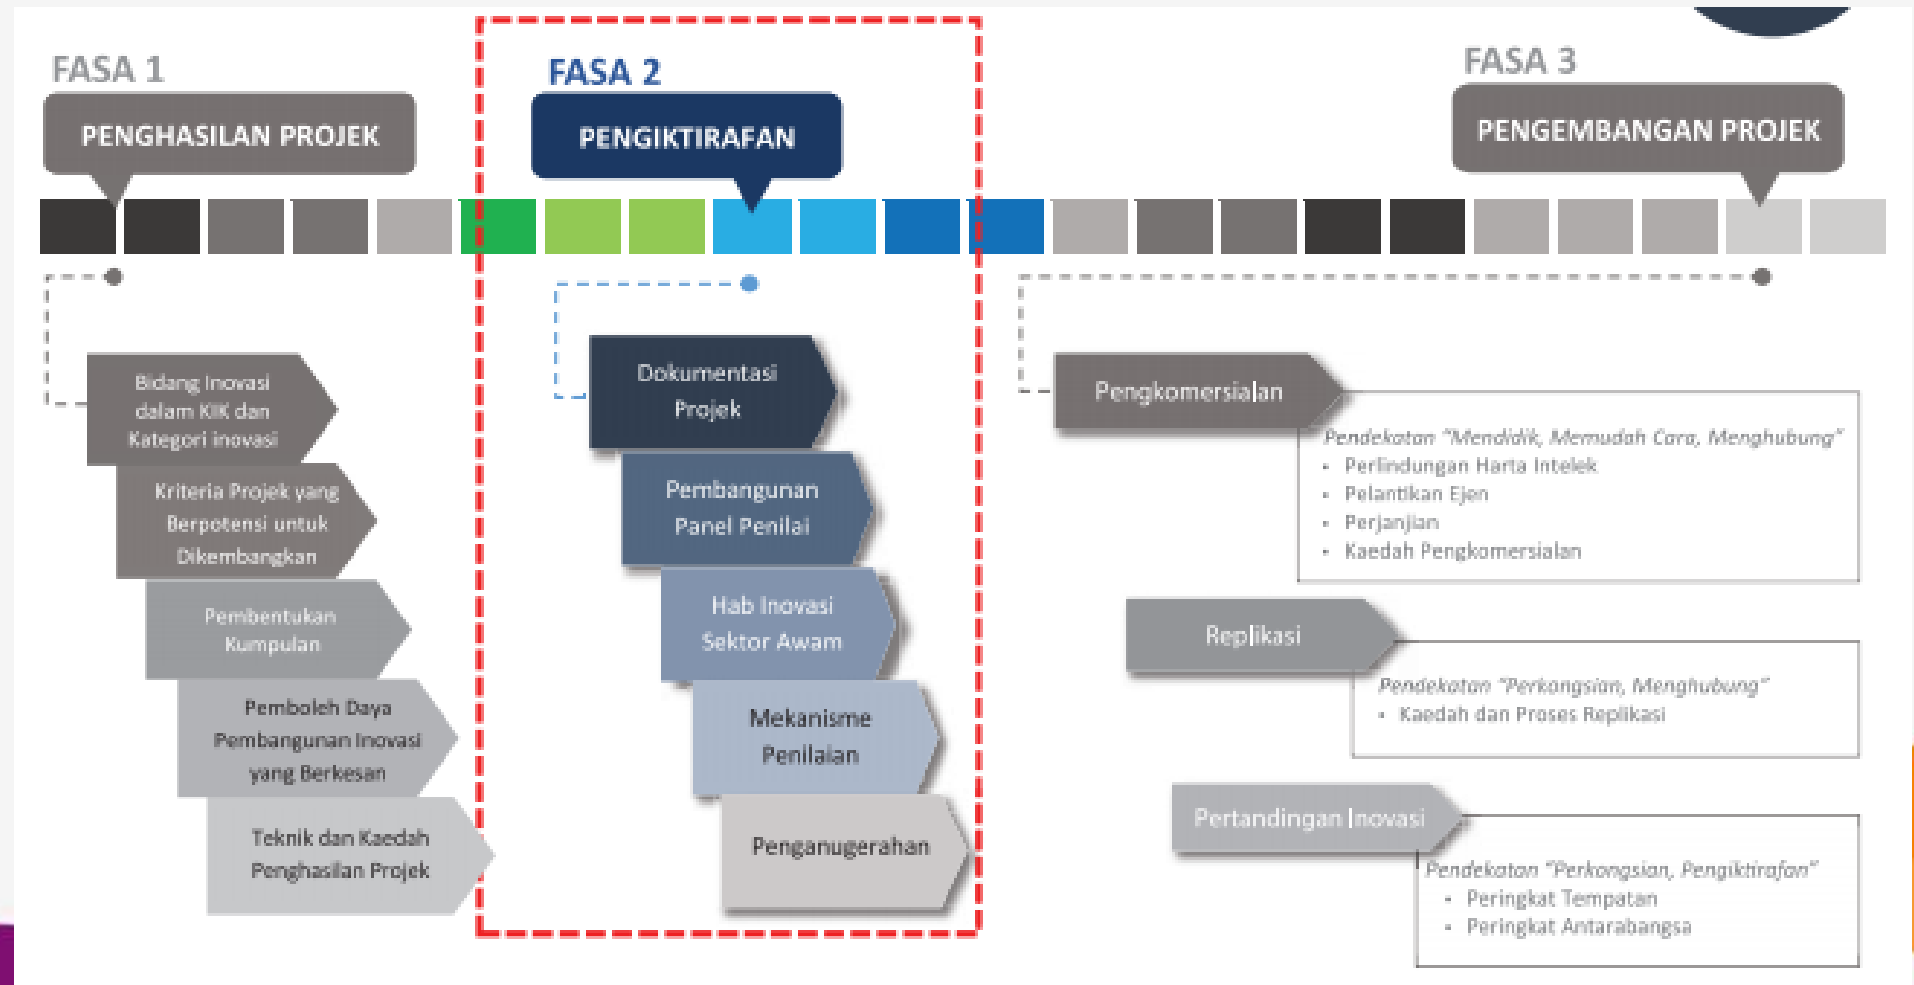 FASA 1
PENGHASILAN PROJEK
Bidang Inovasi
dalam KIK dan
Kategori inovasi
Kriteria Projek yang
Berpotensi untuk
Dikembangkan
Pembentukan
Kumpulan
Pemboleh Daya
Pembangunan Inovasi
yang Berkesan
Teknik dan Kaedah
Penghasilan Projek
FASA 2
PENGIKTIRAFAN
Dokumentasi
Projek
Pembangunan
Panel Penilai
Hab Inovasi
Sektor Awam
Mekanisme
Penilaian
Penganugerahan
FASA 3
PENGEMBANGAN PROJEK
Pengkomersialan
Pendekatan “Mendidik, Memudah Cara, Menghubung”
• Perlindungan Harta Intelek
• Pelantikan Ejen
• Perjanjian
• Kaedah Pengkomersialan
Replikasi
Pendekatan “Perkongsian, Menghubung”
• Kaedah dan Proses Replikasi
Pertandingan Inovasi
Pendekatan “Perkongsian, Pengiktirafan”
• Peringkat Tempatan
• Peringkat Antarabangsa